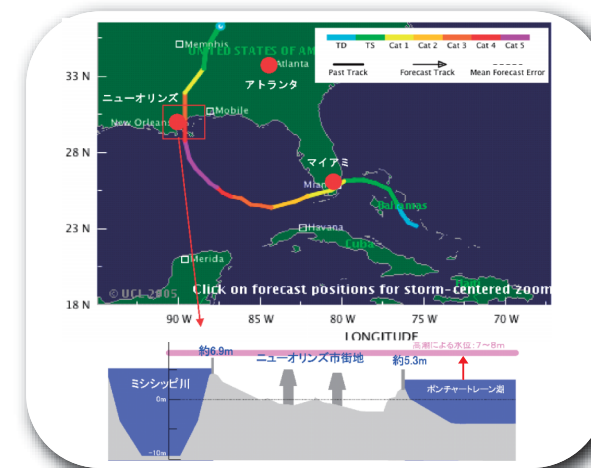 TD TS Cat 1 Cat 2 Cat 3 Cat 4 Cat 5
Past Track Forecast Track Mean Forecast Error
Memphis
UNITED STATES OF AM
Atlanta
アトランタ
33 N
ニューオリンズ
New Orleans
Mobile
28 N
マイアミ
Miami
Bahamas
23 N
Havana
Cuba
Merida
Haiti
© UCL 2005
Click on forecast positions for storm-centered zoom
18 N
90 W 85 W 80 W 75 W 70 W
LONGITUDE
高潮による水位:7~8m
約6.9m
ニューオリンズ市街地
約5.3m
ミシシッピ川
ポンチャートレーン湖
0m
-10m